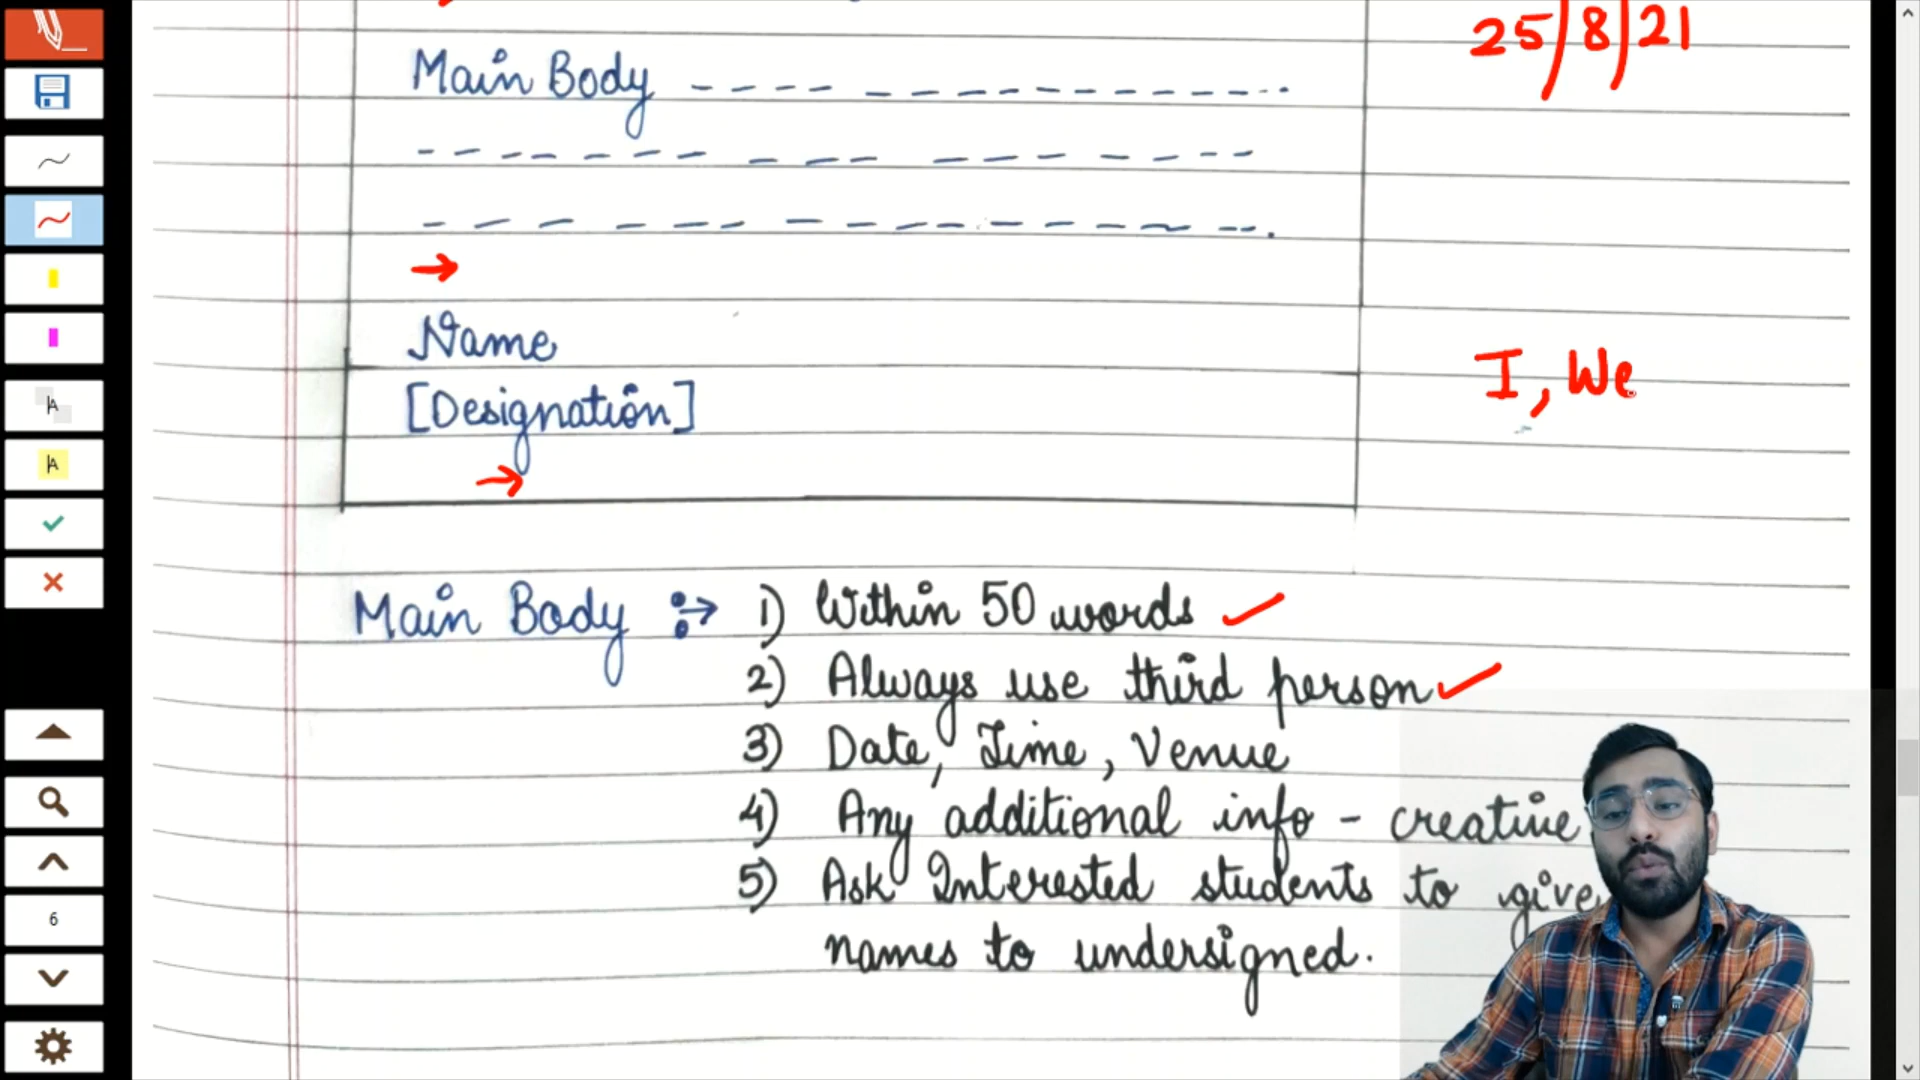 25/8/21
Main Body
Name
[Designation]
I, We
Main Body :→ 1) Within 50 words
2) Always use third person
3) Date, Time, Venue
4) Any additional info - creative
5) Ask Interested students to give
names to undersigned.
6